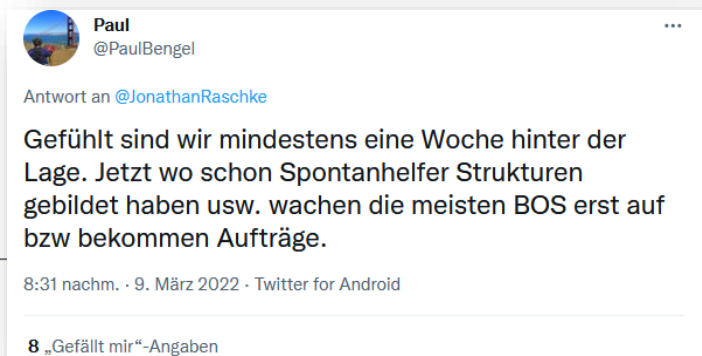 Paul
@PaulBengel
Antwort an @JonathanRaschke
Gefühlt sind wir mindestens eine Woche hinter der
Lage. Jetzt wo schon Spontanhelfer Strukturen
gebildet haben usw. wachen die meisten BOS erst auf
bzw bekommen Aufträge.
8:31 nachm. · 9. März 2022 · Twitter for Android
8 „Gefällt mir“-Angaben